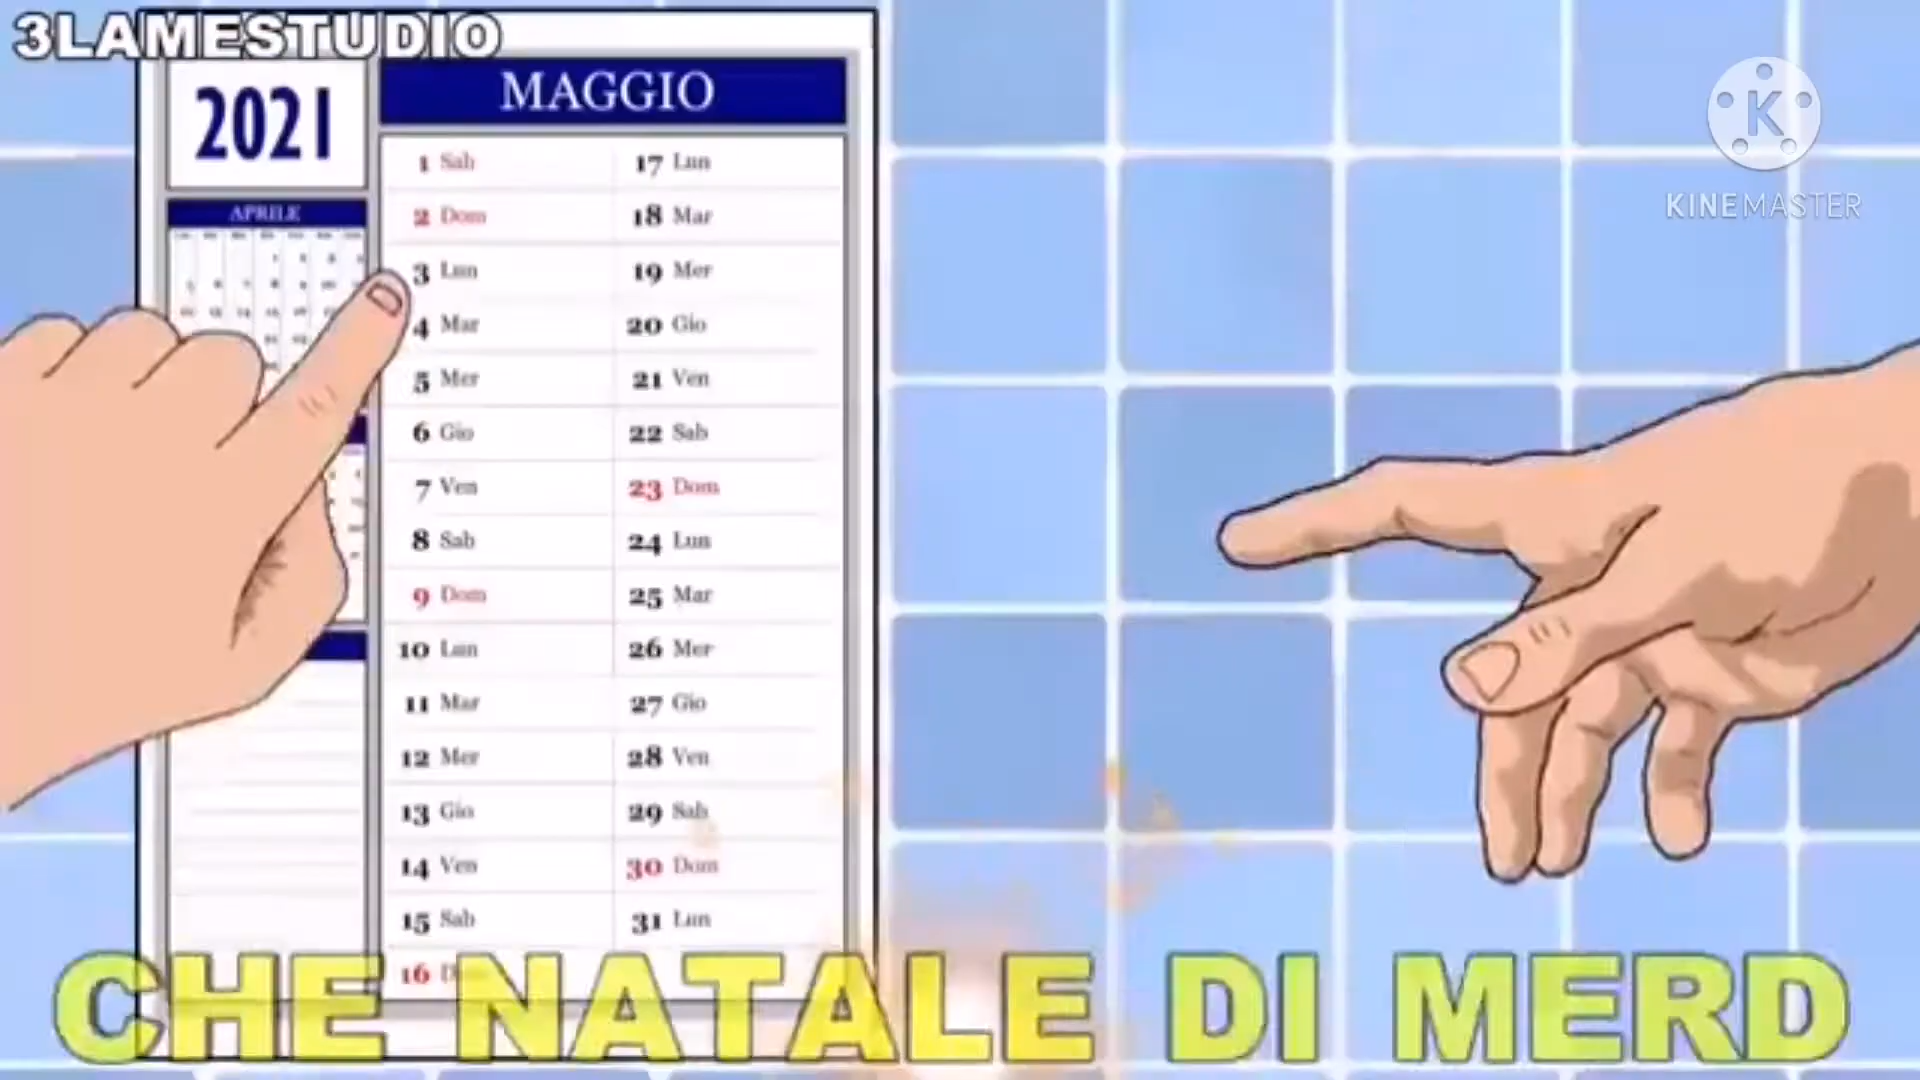 3LAMESTUDIO
2021
MAGGIO
APRILE
1 Sab
2 Dom
3 Lun
4 Mar
5 Mer
6 Gio
7 Ven
8 Sab
9 Dom
10 Lun
11 Mar
12 Mer
13 Gio
14 Ven
15 Sab
16
17 Lun
18 Mar
19 Mer
20 Gio
21 Ven
22 Sab
23 Dom
24 Lun
25 Mar
26 Mer
27 Gio
28 Ven
29 Sab
30 Dom
31 Lun
K
KINEMASTER
CHE NATALE DI MERD